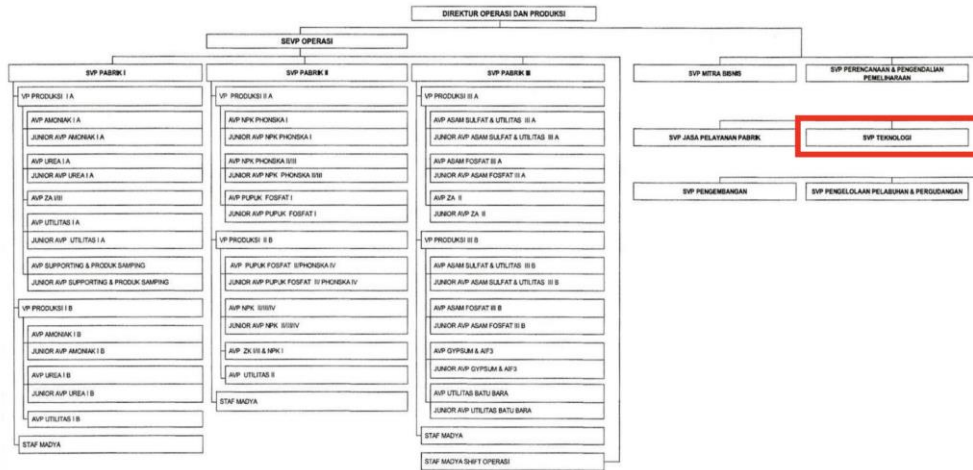 DIREKTUR OPERASI DAN PRODUKSI
SEVP OPERASI
SVP PABRIK I
VP PRODUKSI I A
AVP AMONIAK I A
JUNIOR AVP AMONIAK I A
AVP UREA I A
JUNIOR AVP UREA I A
AVP ZA I/III
AVP UTILITAS I A
JUNIOR AVP UTILITAS I A
AVP SUPPORTING & PRODUK SAMPING
JUNIOR AVP SUPPORTING & PRODUK SAMPING
VP PRODUKSI I B
AVP AMONIAK I B
JUNIOR AVP AMONIAK I B
AVP UREA I B
JUNIOR AVP UREA I B
AVP UTILITAS I B
STAF MADYA
SVP PABRIK II
VP PRODUKSI II A
AVP NPK PHONSKA I
JUNIOR AVP NPK PHONSKA I
AVP NPK PHONSKA II/III
JUNIOR AVP NPK PHONSKA II/III
AVP PUPUK FOSFAT I
JUNIOR AVP PUPUK FOSFAT I
VP PRODUKSI II B
AVP PUPUK FOSFAT II/PHONSKA IV
JUNIOR AVP PUPUK FOSFAT II/ PHONSKA IV
AVP NPK II/III/IV
JUNIOR AVP NPK II/III/IV
AVP ZK I/II & NPK I
AVP UTILITAS II
STAF MADYA
SVP PABRIK III
VP PRODUKSI III A
AVP ASAM SULFAT & UTILITAS III A
JUNIOR AVP ASAM SULFAT & UTILITAS III A
AVP ASAM FOSFAT III A
JUNIOR AVP ASAM FOSFAT III A
AVP ZA II
JUNIOR AVP ZA II
VP PRODUKSI III B
AVP ASAM SULFAT & UTILITAS III B
JUNIOR AVP ASAM SULFAT & UTILITAS III B
AVP ASAM FOSFAT III B
JUNIOR AVP ASAM FOSFAT III B
AVP GYPSUM & AlF3
JUNIOR AVP GYPSUM & AlF3
AVP UTILITAS BATU BARA
JUNIOR AVP UTILITAS BATU BARA
STAF MADYA
STAF MADYA SHIFT OPERASI
SVP MITRA BISNIS
SVP PERENCANAAN & PENGENDALIAN
PEMELIHARAAN
SVP JASA PELAYANAN PABRIK
SVP TEKNOLOGI
SVP PENGEMBANGAN
SVP PENGELOLAAN PELABUHAN & PERGUDANGAN